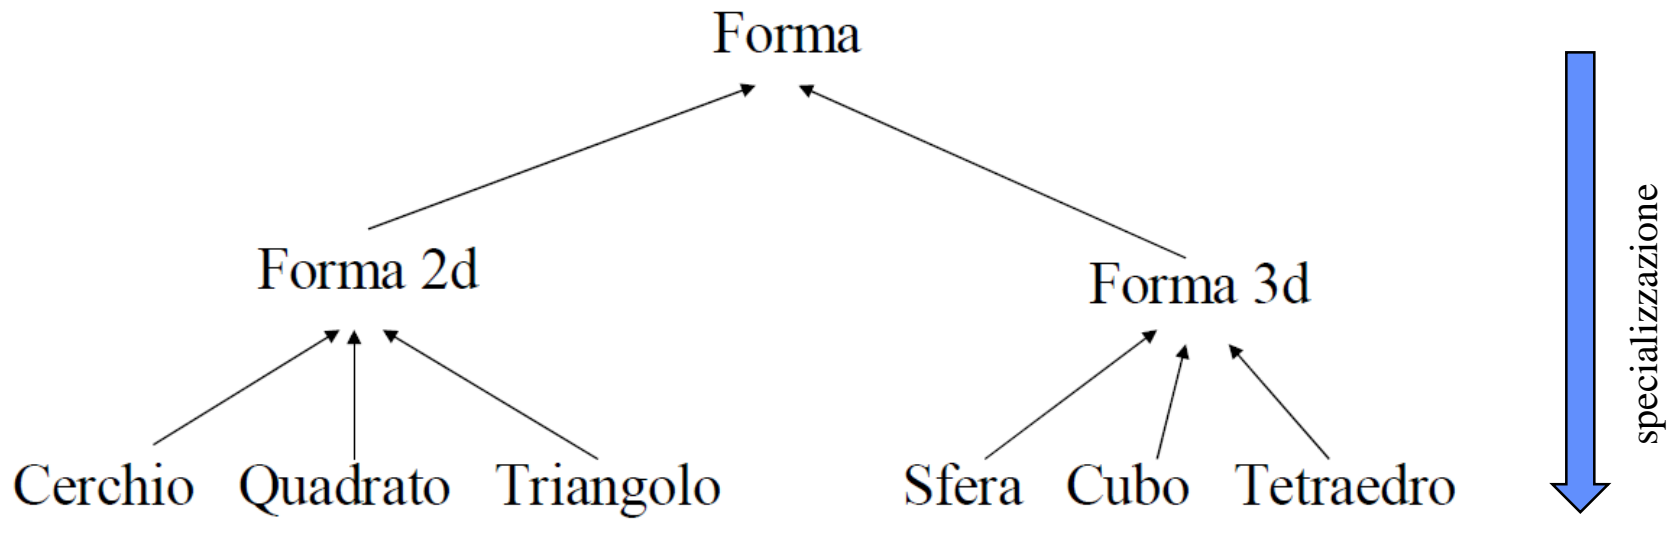 Forma
Forma 2d
Forma 3d
Cerchio Quadrato Triangolo
Sfera Cubo Tetraedro
specializzazione